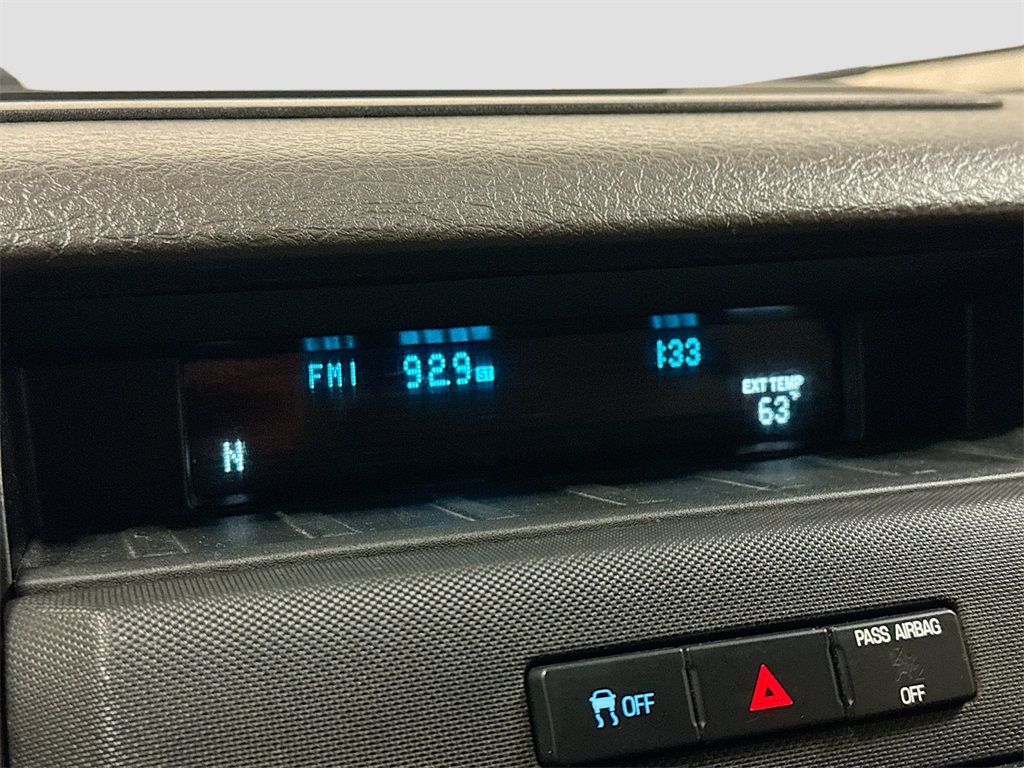 FM1 92.9 ST 1:33
EXT TEMP
63°F
N
PASS AIRBAG
OFF
OFF